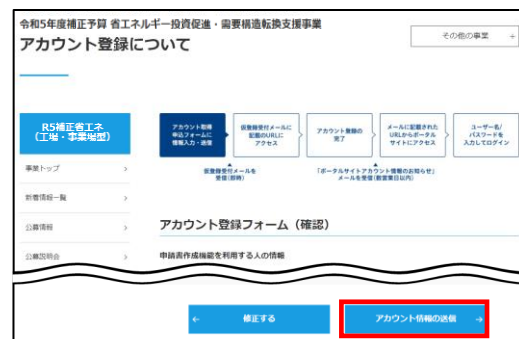 令和5年度補正予算 省エネルギー投資促進・需要構造転換支援事業
アカウント登録について
その他の事業 +
R5補正省エネ
(工場・事業場型)
事業トップ >
新着情報一覧 >
公募情報 >
公募説明会 >
アカウント取得
申込フォームに
情報入力・送信
仮登録受付メールに
記載のURLに
アクセス
アカウント登録の
完了
メールに記載された
URLからポータル
サイトにアクセス
ユーザー名/
パスワードを
入力してログイン
仮登録受付メールを
受信(即時)
「ポータルサイトアカウント情報のお知らせ」
メールを受信(数営業日以内)
アカウント登録フォーム(確認)
申請書作成機能を利用する人の情報
← 修正する
アカウント情報の送信 →